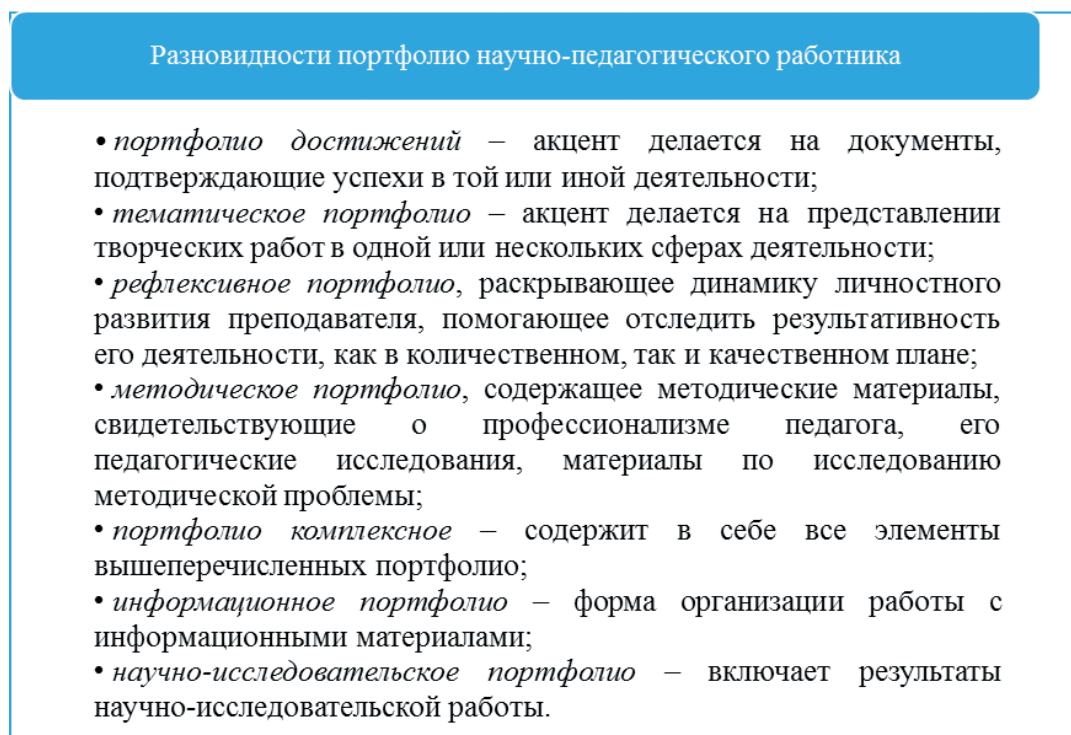 Разновидности портфолио научно-педагогического работника
• портфолио достижений – акцент делается на документы,
подтверждающие успехи в той или иной деятельности;
• тематическое портфолио – акцент делается на представлении
творческих работ в одной или нескольких сферах деятельности;
• рефлексивное портфолио, раскрывающее динамику личностного
развития преподавателя, помогающее отследить результативность
его деятельности, как в количественном, так и качественном плане;
• методическое портфолио, содержащее методические материалы,
свидетельствующие о профессионализме педагога, его
педагогические исследования, материалы по исследованию
методической проблемы;
• портфолио комплексное – содержит в себе все элементы
вышеперечисленных портфолио;
• информационное портфолио – форма организации работы с
информационными материалами;
• научно-исследовательское портфолио – включает результаты
научно-исследовательской работы.